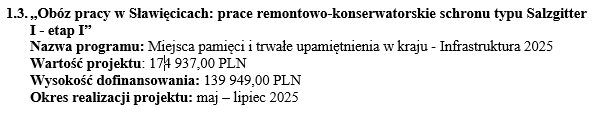 1.3. „Obóz pracy w Sławięcicach: prace remontowo-konserwatorskie schronu typu Salzgitter
I - etap I”
Nazwa programu: Miejsca pamięci i trwałe upamiętnienia w kraju - Infrastruktura 2025
Wartość projektu: 174 937,00 PLN
Wysokość dofinansowania: 139 949,00 PLN
Okres realizacji projektu: maj – lipiec 2025